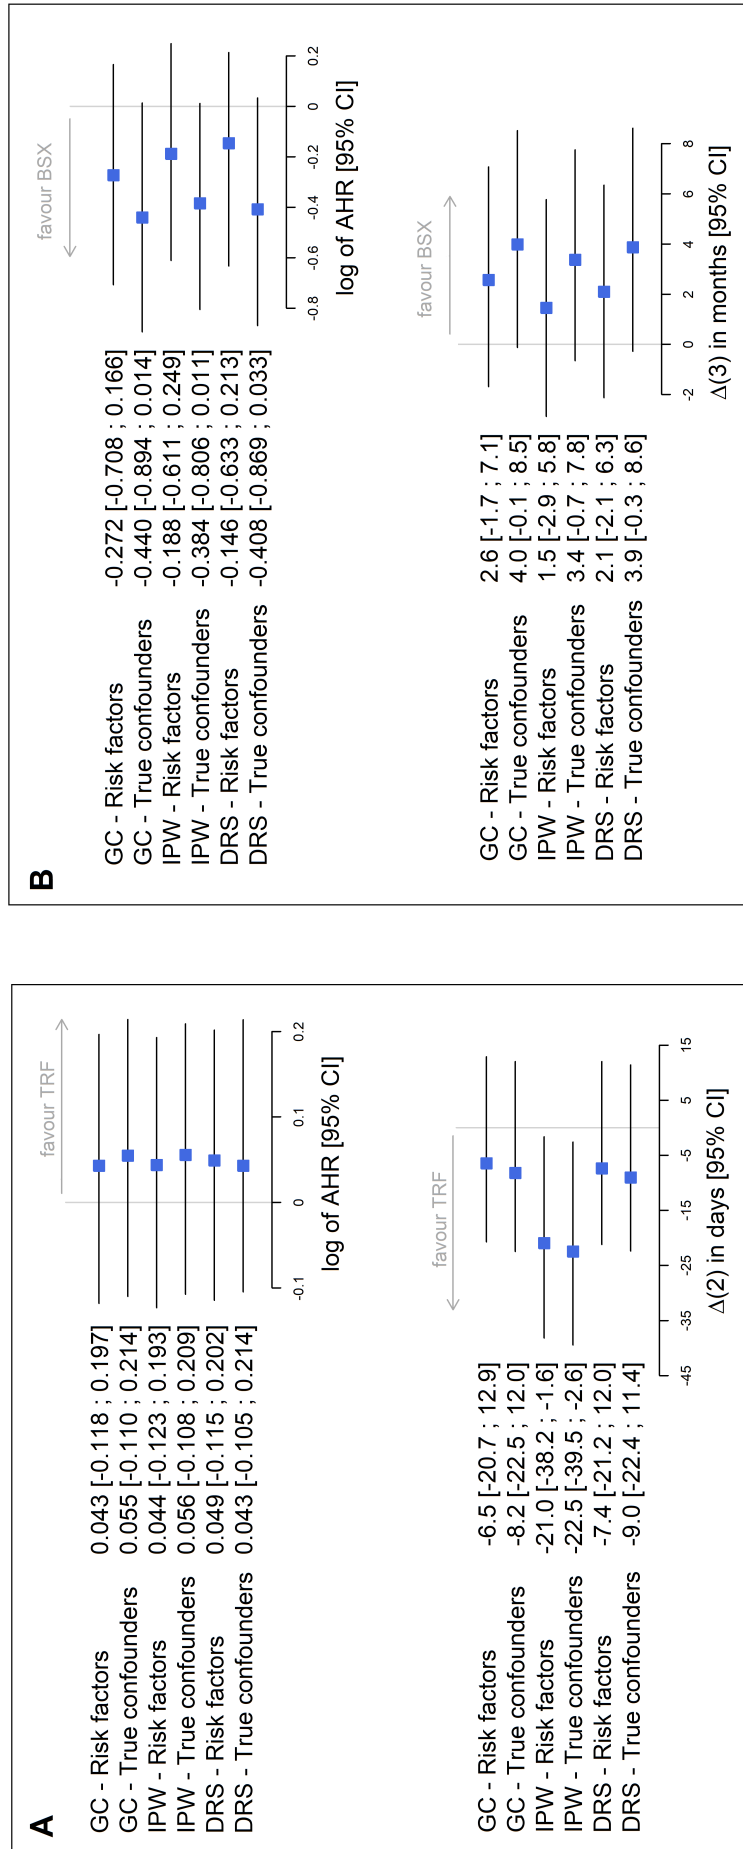 A
favour TRF
GC - Risk factors 0.043 [-0.118 ; 0.197]
GC - True confounders 0.055 [-0.110 ; 0.214]
IPW - Risk factors 0.044 [-0.123 ; 0.193]
IPW - True confounders 0.056 [-0.108 ; 0.209]
DRS - Risk factors 0.049 [-0.115 ; 0.202]
DRS - True confounders 0.043 [-0.105 ; 0.214]
-0.1 0 0.1 0.2
log of AHR [95% CI]
favour TRF
GC - Risk factors -6.5 [-20.7 ; 12.9]
GC - True confounders -8.2 [-22.5 ; 12.0]
IPW - Risk factors -21.0 [-38.2 ; -1.6]
IPW - True confounders -22.5 [-39.5 ; -2.6]
DRS - Risk factors -7.4 [-21.2 ; 12.0]
DRS - True confounders -9.0 [-22.4 ; 11.4]
-45 -35 -25 -15 -5 5 15
Δ(2) in days [95% CI]
B
favour BSX
GC - Risk factors -0.272 [-0.708 ; 0.166]
GC - True confounders -0.440 [-0.894 ; 0.014]
IPW - Risk factors -0.188 [-0.611 ; 0.249]
IPW - True confounders -0.384 [-0.806 ; 0.011]
DRS - Risk factors -0.146 [-0.633 ; 0.213]
DRS - True confounders -0.408 [-0.869 ; 0.033]
-0.8 -0.6 -0.4 -0.2 0 0.2
log of AHR [95% CI]
favour BSX
GC - Risk factors 2.6 [-1.7 ; 7.1]
GC - True confounders 4.0 [-0.1 ; 8.5]
IPW - Risk factors 1.5 [-2.9 ; 5.8]
IPW - True confounders 3.4 [-0.7 ; 7.8]
DRS - Risk factors 2.1 [-2.1 ; 6.3]
DRS - True confounders 3.9 [-0.3 ; 8.6]
-2 0 2 4 6 8
Δ(3) in months [95% CI]